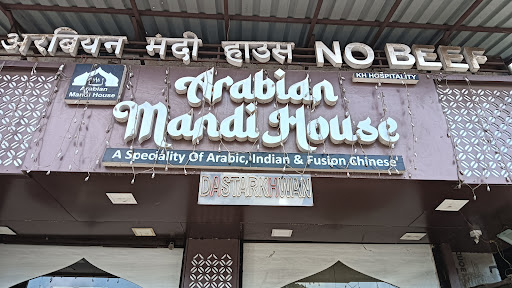 अरेबियन मंदी हाउस NO BEEF
KH HOSPITALITY
Arabian
Mandi House
Arabian
Mandi House
A Speciality Of Arabic, Indian & Fusion Chinese
DASTARKHWAN